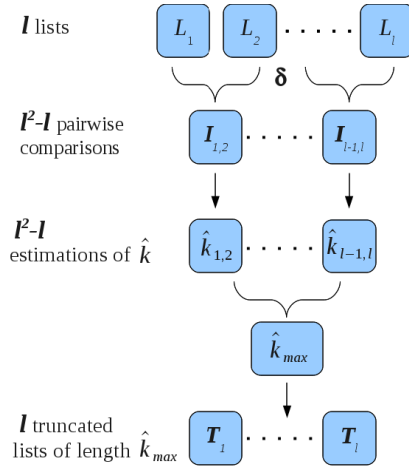 l lists L₁ L₂ ..... Lₗ
δ
l²-l pairwise
comparisons
I₁,₂ ..... Iₗ₋₁,ₗ
l²-l
estimations of k̂
k̂₁,₂ ..... k̂ₗ₋₁,ₗ
k̂max
l truncated
lists of length k̂max
T₁ ..... Tₗ